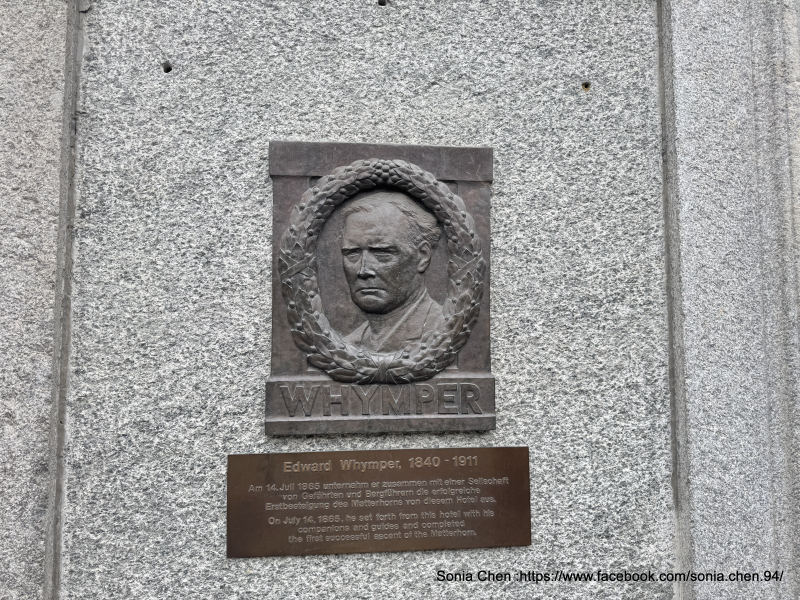 WHYMPER
Edward Whymper, 1840 - 1911
Am 14. Juli 1865 unternahm er zusammen mit einer Seilschaft
von Gefährten und Bergführern die erfolgreiche
Erstbesteigung des Matterhorns von diesem Hotel aus.
On July 14, 1865, he set forth from this hotel with his
companions and guides and completed
the first successful ascent of the Matterhorn.
Sonia Chen :https://www.facebook.com/sonia.chen.94/